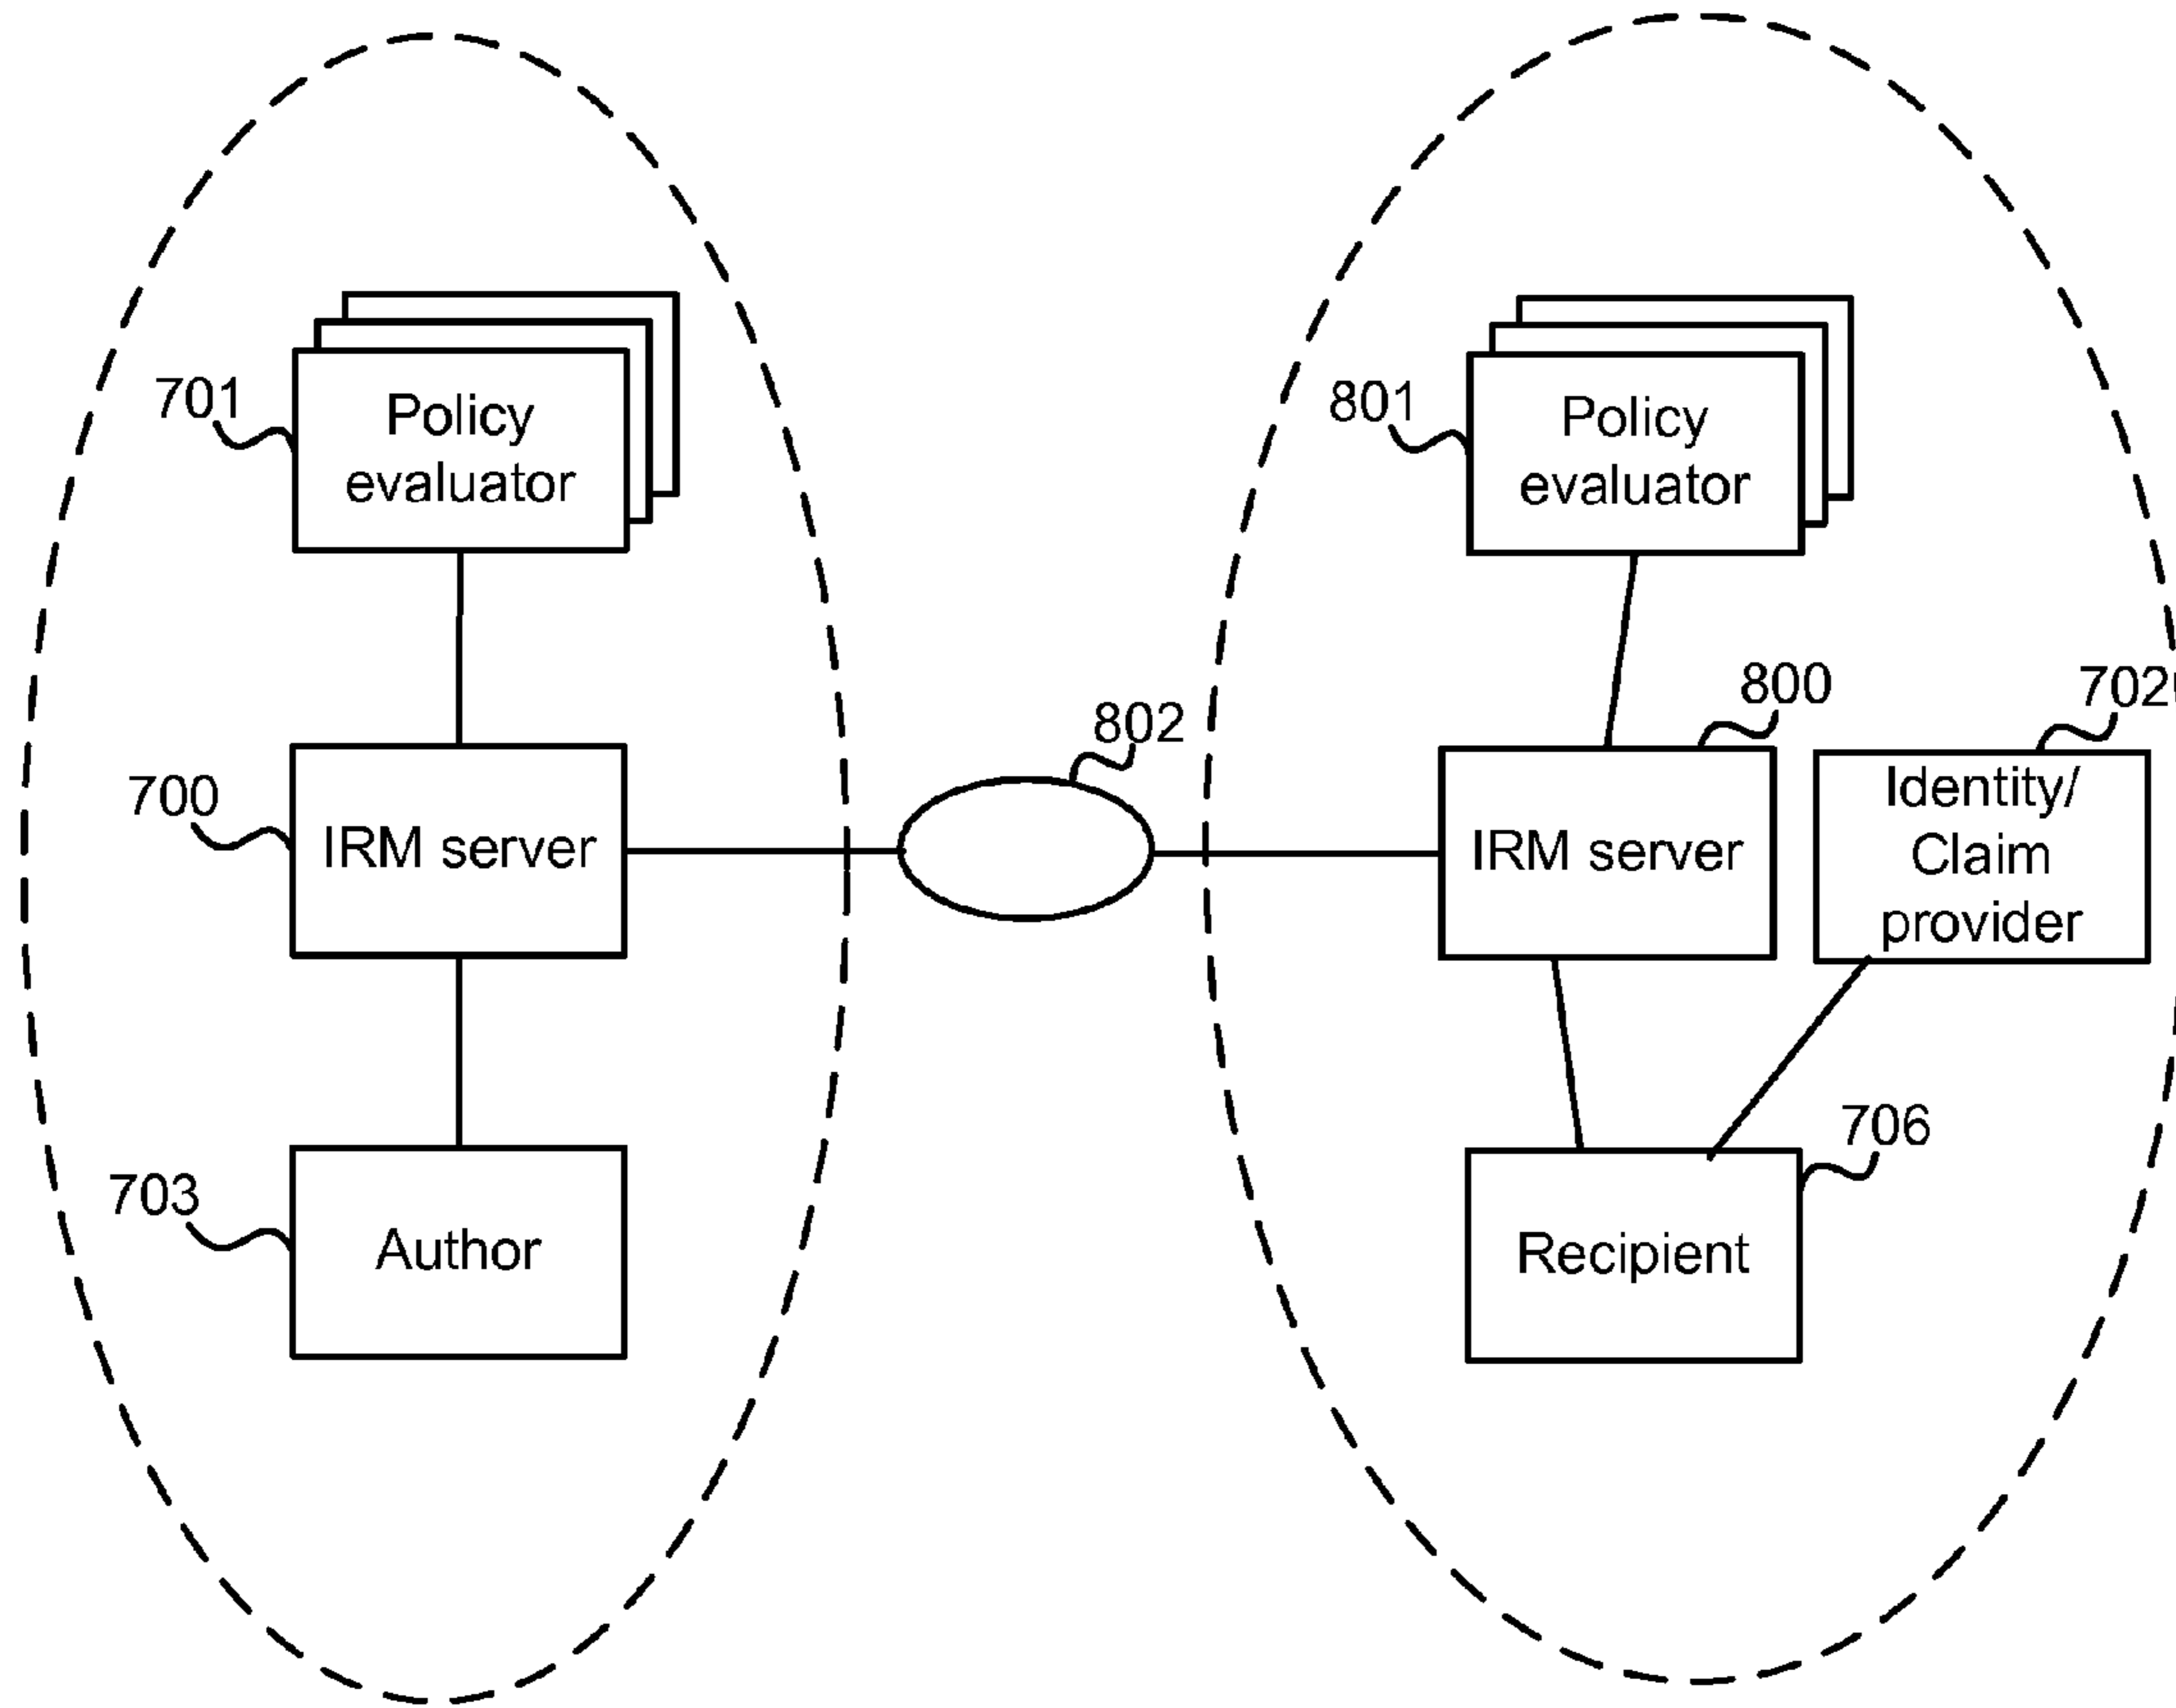 701
Policy
evaluator
801
Policy
evaluator
700
IRM server
802
800
IRM server
702
Identity/
Claim
provider
703
Author
706
Recipient